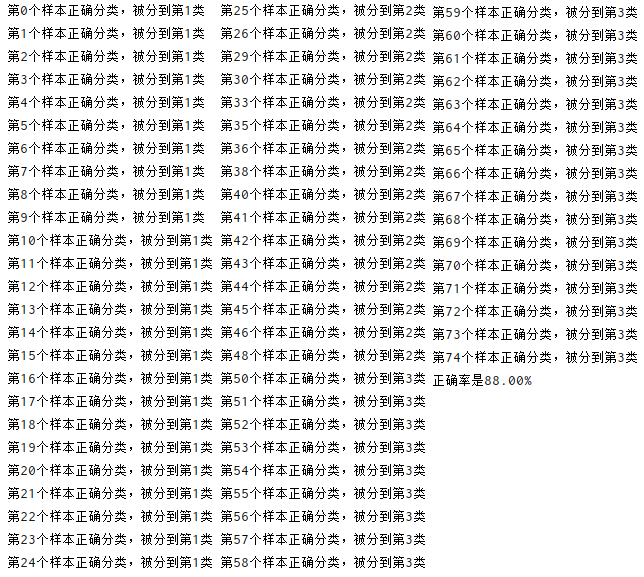 第0个样本正确分类，被分到第1类
第1个样本正确分类，被分到第1类
第2个样本正确分类，被分到第1类
第3个样本正确分类，被分到第1类
第4个样本正确分类，被分到第1类
第5个样本正确分类，被分到第1类
第6个样本正确分类，被分到第1类
第7个样本正确分类，被分到第1类
第8个样本正确分类，被分到第1类
第9个样本正确分类，被分到第1类
第10个样本正确分类，被分到第1类
第11个样本正确分类，被分到第1类
第12个样本正确分类，被分到第1类
第13个样本正确分类，被分到第1类
第14个样本正确分类，被分到第1类
第15个样本正确分类，被分到第1类
第16个样本正确分类，被分到第1类
第17个样本正确分类，被分到第1类
第18个样本正确分类，被分到第1类
第19个样本正确分类，被分到第1类
第20个样本正确分类，被分到第1类
第21个样本正确分类，被分到第1类
第22个样本正确分类，被分到第1类
第23个样本正确分类，被分到第1类
第24个样本正确分类，被分到第1类
第25个样本正确分类，被分到第2类
第26个样本正确分类，被分到第2类
第29个样本正确分类，被分到第2类
第30个样本正确分类，被分到第2类
第33个样本正确分类，被分到第2类
第35个样本正确分类，被分到第2类
第36个样本正确分类，被分到第2类
第38个样本正确分类，被分到第2类
第40个样本正确分类，被分到第2类
第41个样本正确分类，被分到第2类
第42个样本正确分类，被分到第2类
第43个样本正确分类，被分到第2类
第44个样本正确分类，被分到第2类
第45个样本正确分类，被分到第2类
第46个样本正确分类，被分到第2类
第48个样本正确分类，被分到第2类
第50个样本正确分类，被分到第3类
第51个样本正确分类，被分到第3类
第52个样本正确分类，被分到第3类
第53个样本正确分类，被分到第3类
第54个样本正确分类，被分到第3类
第55个样本正确分类，被分到第3类
第56个样本正确分类，被分到第3类
第57个样本正确分类，被分到第3类
第58个样本正确分类，被分到第3类
第59个样本正确分类，被分到第3类
第60个样本正确分类，被分到第3类
第61个样本正确分类，被分到第3类
第62个样本正确分类，被分到第3类
第63个样本正确分类，被分到第3类
第64个样本正确分类，被分到第3类
第65个样本正确分类，被分到第3类
第66个样本正确分类，被分到第3类
第67个样本正确分类，被分到第3类
第68个样本正确分类，被分到第3类
第69个样本正确分类，被分到第3类
第70个样本正确分类，被分到第3类
第71个样本正确分类，被分到第3类
第72个样本正确分类，被分到第3类
第73个样本正确分类，被分到第3类
第74个样本正确分类，被分到第3类
正确率是88.00%